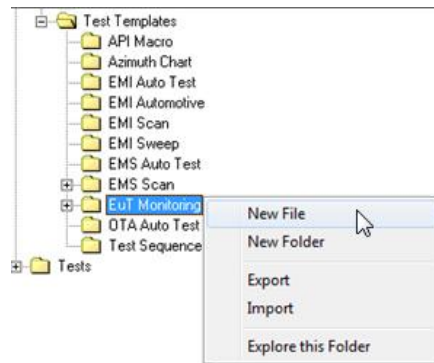 Test Templates
API Macro
Azimuth Chart
EMI Auto Test
EMI Automotive
EMI Scan
EMI Sweep
EMS Auto Test
EMS Scan
EuT Monitoring
OTA Auto Test
Test Sequence
Tests
New File
New Folder
Export
Import
Explore this Folder